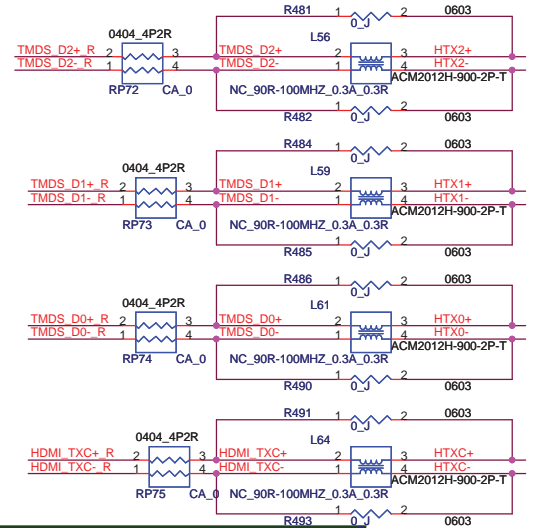 R481 1 2 0603
0404_4P2R 0_J
L56
TMDS_D2+_R 2 3 TMDS_D2+ 2 3 HTX2+
TMDS_D2-_R 1 4 TMDS_D2- 1 4 HTX2-
ACM2012H-900-2P-T
RP72 CA_0 NC_90R-100MHZ_0.3A_0.3R
R482 1 2 0603
0_J
R484 1 2 0603
0_J
0404_4P2R L59
TMDS_D1+_R 2 3 TMDS_D1+ 2 3 HTX1+
TMDS_D1-_R 1 4 TMDS_D1- 1 4 HTX1-
ACM2012H-900-2P-T
RP73 CA_0 NC_90R-100MHZ_0.3A_0.3R
R485 1 2 0603
0_J
R486 1 2 0603
0_J
0404_4P2R L61
TMDS_D0+_R 2 3 TMDS_D0+ 2 3 HTX0+
TMDS_D0-_R 1 4 TMDS_D0- 1 4 HTX0-
ACM2012H-900-2P-T
RP74 CA_0 NC_90R-100MHZ_0.3A_0.3R
R490 1 2 0603
0_J
R491 1 2 0603
0_J
0404_4P2R L64
HDMI_TXC+_R 2 3 HDMI_TXC+ 2 3 HTXC+
HDMI_TXC-_R 1 4 HDMI_TXC- 1 4 HTXC-
ACM2012H-900-2P-T
RP75 CA_0 NC_90R-100MHZ_0.3A_0.3R
R493 1 2 0603
0_J